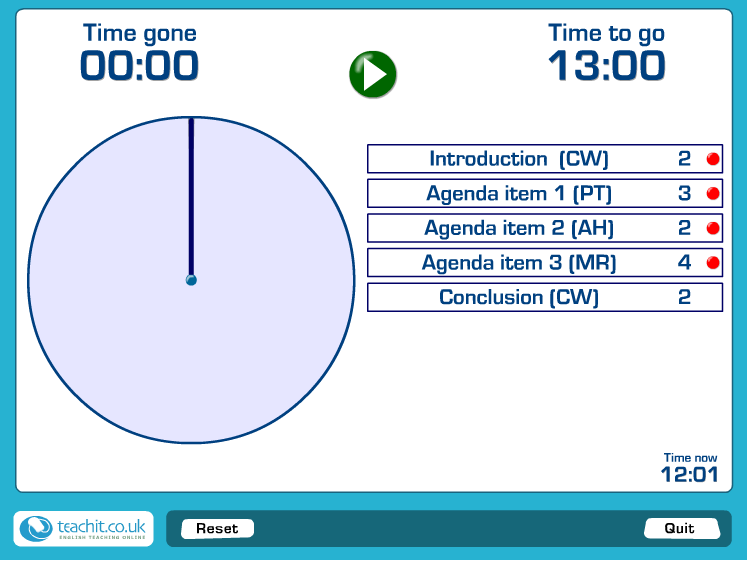 Time gone
00:00
Time to go
13:00
Introduction (CW) 2
Agenda item 1 (PT) 3
Agenda item 2 (AH) 2
Agenda item 3 (MR) 4
Conclusion (CW) 2
Time now
12:01
teachit.co.uk
ENGLISH TEACHING ONLINE
Reset
Quit